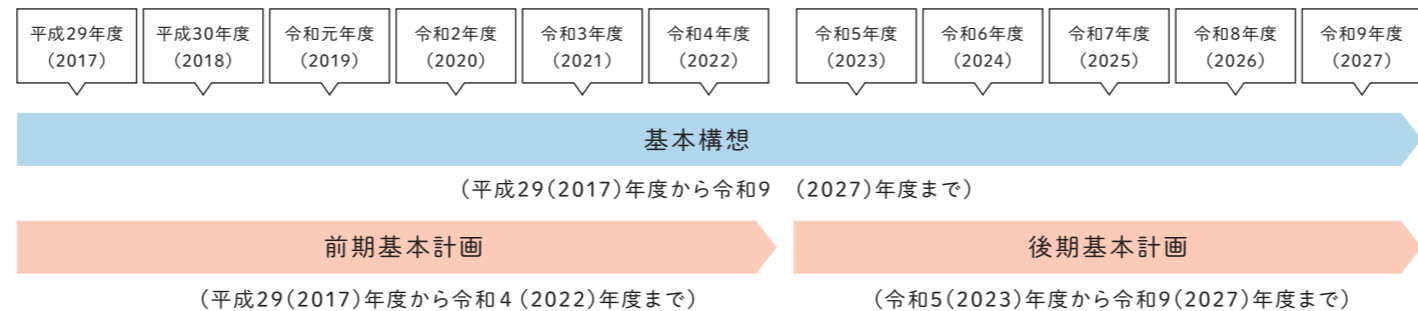 平成29年度
(2017)
平成30年度
(2018)
令和元年度
(2019)
令和2年度
(2020)
令和3年度
(2021)
令和4年度
(2022)
令和5年度
(2023)
令和6年度
(2024)
令和7年度
(2025)
令和8年度
(2026)
令和9年度
(2027)
基本構想
(平成29(2017)年度から令和9　(2027)年度まで)
前期基本計画
後期基本計画
(平成29(2017)年度から令和4(2022)年度まで)
(令和5(2023)年度から令和9(2027)年度まで)